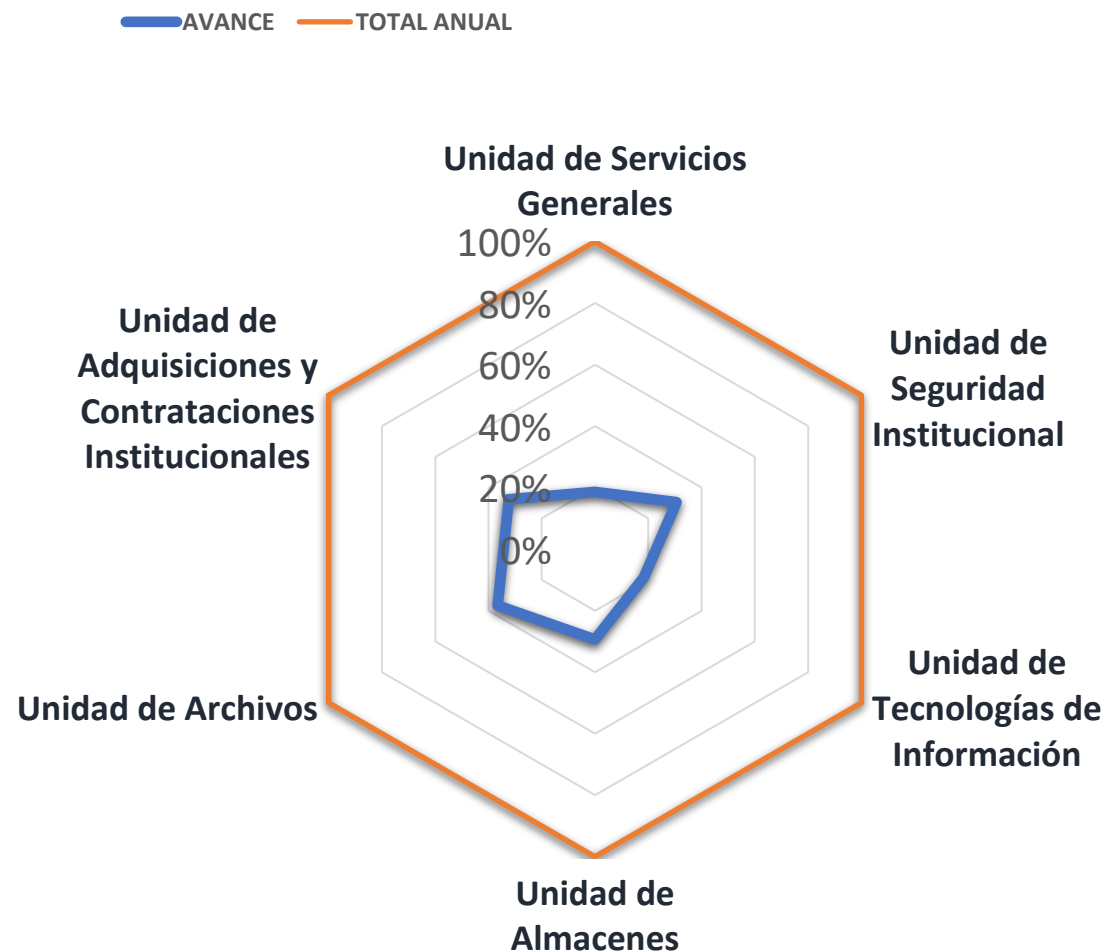 AVANCE TOTAL ANUAL
Unidad de Servicios
Generales
100%
80%
60%
40%
20%
0%
Unidad de
Seguridad
Institucional
Unidad de
Tecnologías de
Información
Unidad de
Almacenes
Unidad de Archivos
Unidad de
Adquisiciones y
Contrataciones
Institucionales